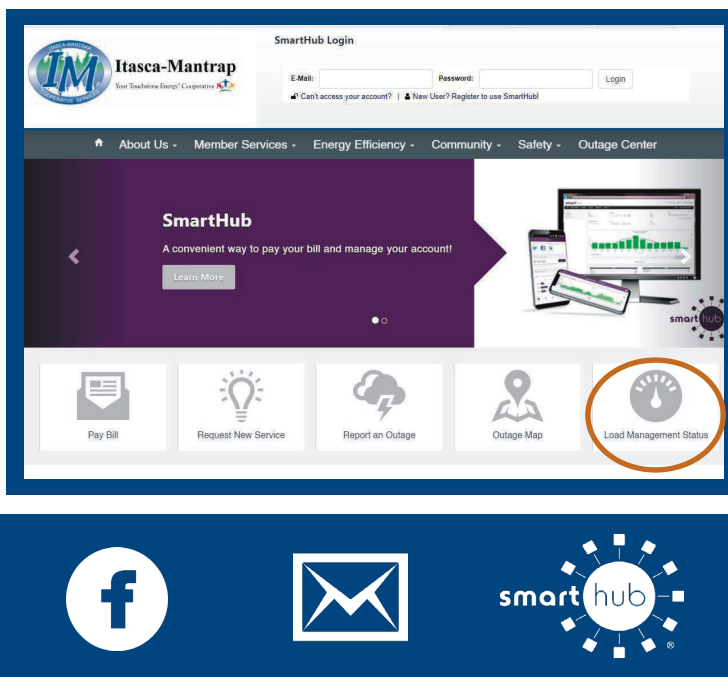 SmartHub Login
ITASCA-MANTRAP
IM
COOPERATIVE SERVICES
Itasca-Mantrap
Your Touchstone Energy® Cooperative
E-Mail:
Password:
Login
Can't access your account? | New User? Register to use SmartHub!
About Us
Member Services
Energy Efficiency
Community
Safety
Outage Center
SmartHub
A convenient way to pay your bill and manage your account!
Learn More
smart hub
Pay Bill
Request New Service
Report an Outage
Outage Map
Load Management Status
f
smart hub ®